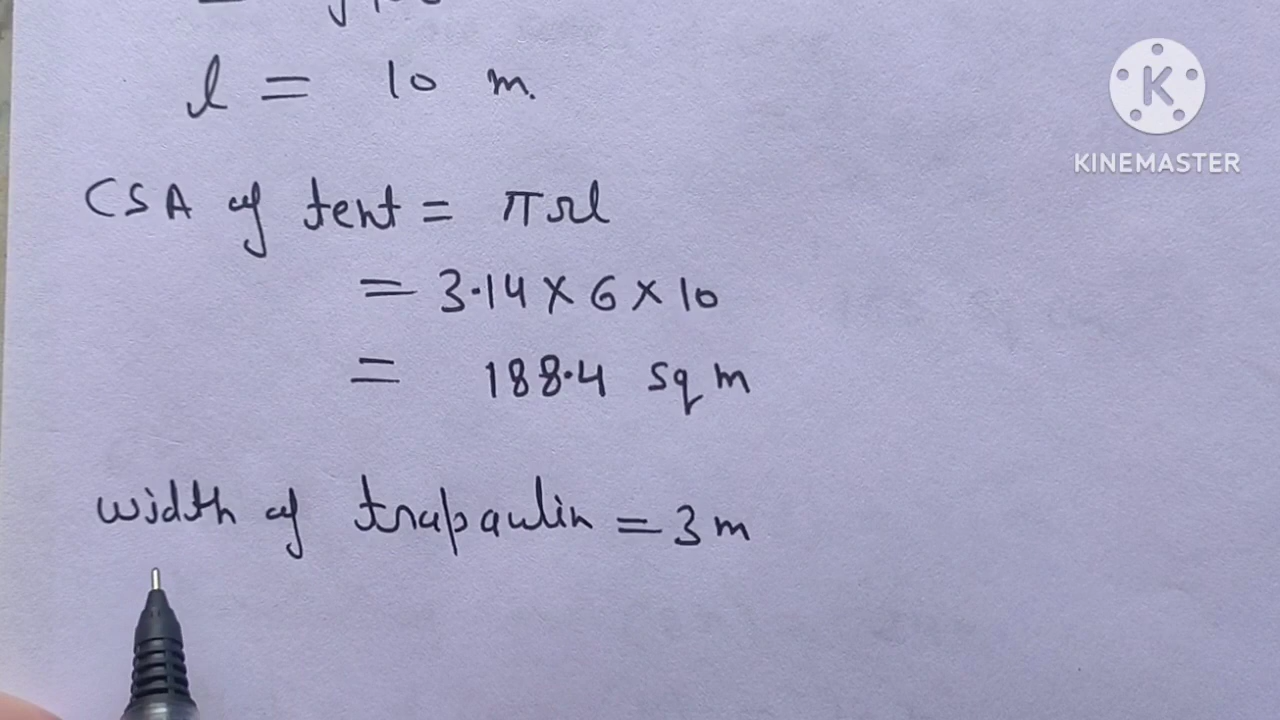 l = 10 m.
K
KINEMASTER
CSA of tent = πrl
= 3.14 × 6 × 10
= 188.4 sq m
width of trapaulin = 3 m